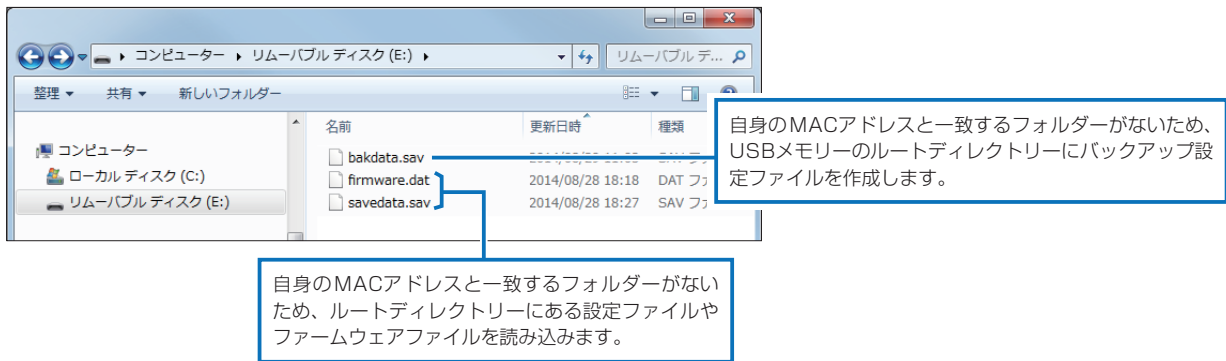 コンピューター ▸ リムーバブル ディスク (E:) ▸
リムーバブル デ...
整理 ▼ 共有 ▼ 新しいフォルダー
名前 更新日時 種類
コンピューター
ローカル ディスク (C:)
リムーバブル ディスク (E:)
bakdata.sav
firmware.dat 2014/08/28 18:18 DAT
savedata.sav 2014/08/28 18:27 SAV
自身のMACアドレスと一致するフォルダーがないため、
USBメモリーのルートディレクトリーにバックアップ設
定ファイルを作成します。
自身のMACアドレスと一致するフォルダーがない
ため、ルートディレクトリーにある設定ファイルや
ファームウェアファイルを読み込みます。